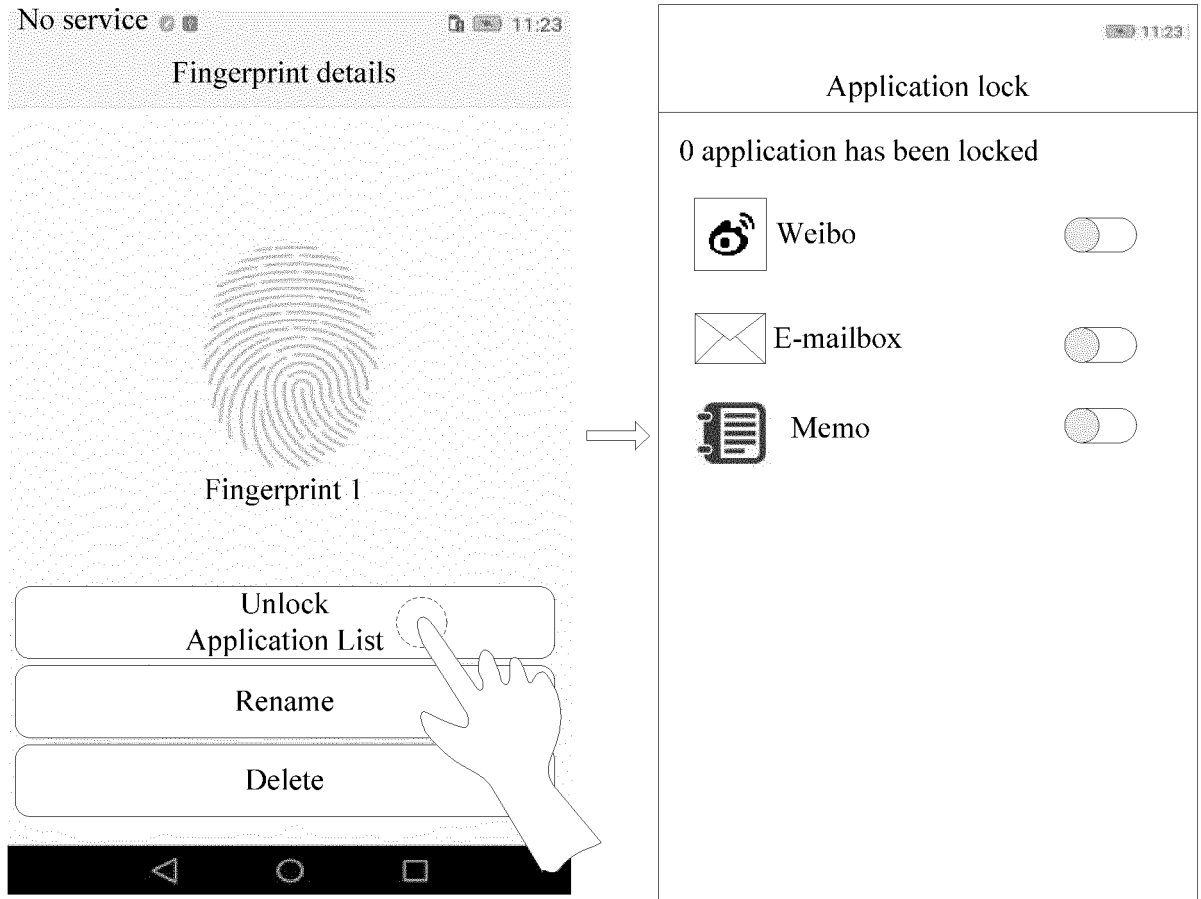 No service
11:23
Fingerprint details
Fingerprint 1
Unlock
Application List
Rename
Delete
11:23
Application lock
0 application has been locked
Weibo
E-mailbox
Memo